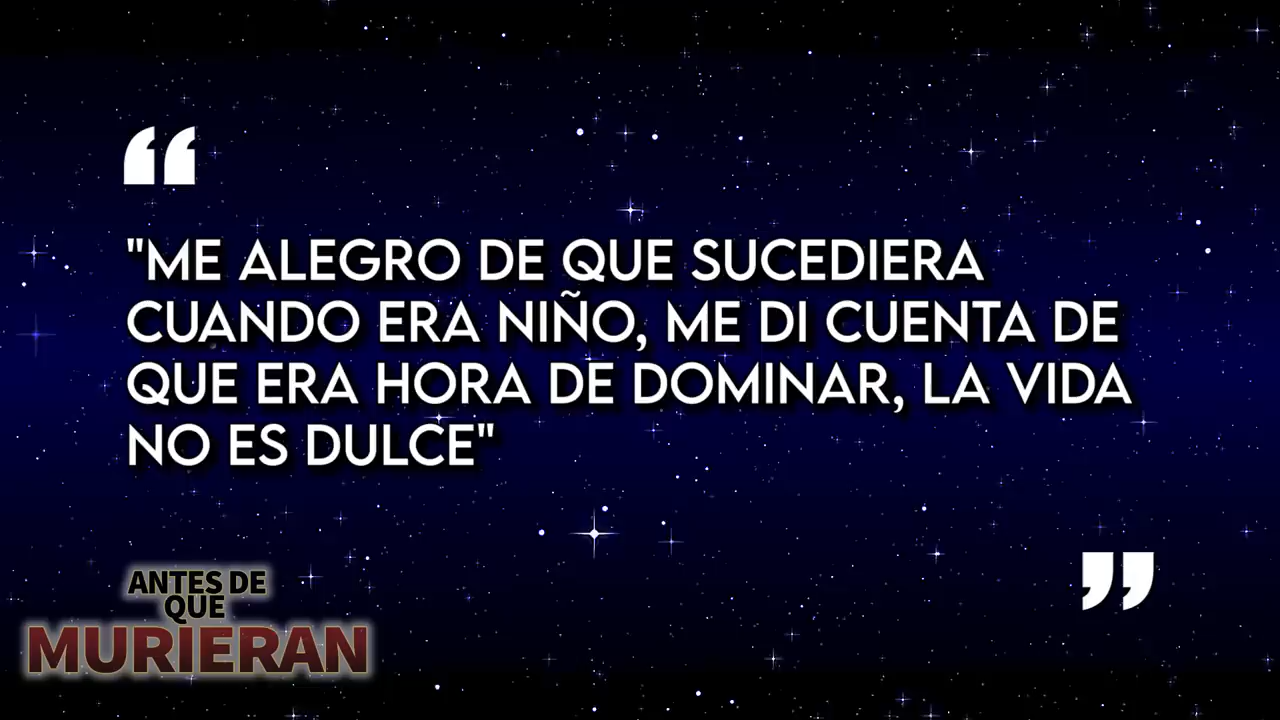 “
"ME ALEGRO DE QUE SUCEDIERA
CUANDO ERA NIÑO, ME DI CUENTA DE
QUE ERA HORA DE DOMINAR, LA VIDA
NO ES DULCE"
”
ANTES DE
QUE
MURIERAN